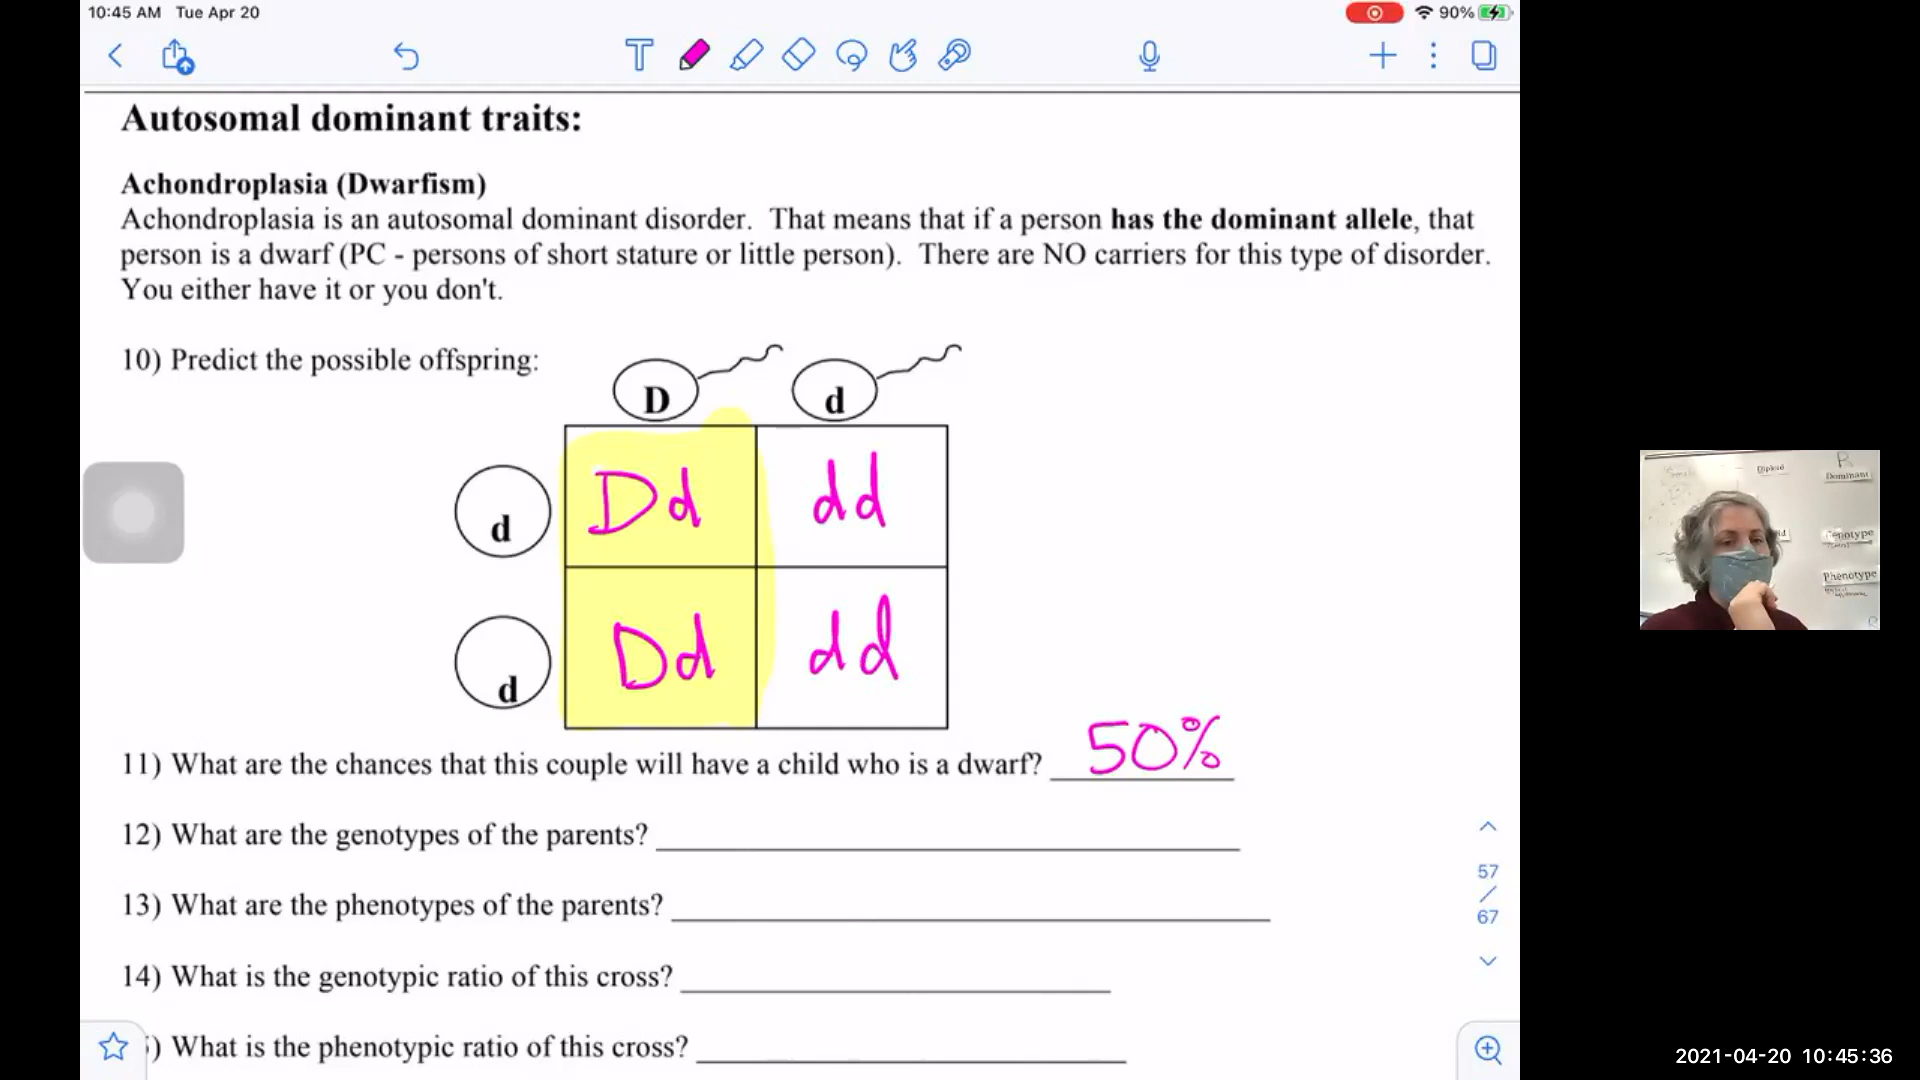 10:45 AM Tue Apr 20
90%
T
Autosomal dominant traits:
Achondroplasia (Dwarfism)
Achondroplasia is an autosomal dominant disorder. That means that if a person has the dominant allele, that
person is a dwarf (PC - persons of short stature or little person). There are NO carriers for this type of disorder.
You either have it or you don't.
10) Predict the possible offspring:
D d
d Dd dd
d Dd dd
11) What are the chances that this couple will have a child who is a dwarf? 50%
12) What are the genotypes of the parents?
13) What are the phenotypes of the parents?
14) What is the genotypic ratio of this cross?
) What is the phenotypic ratio of this cross?
57
/
67
Diploid
Dominant
Genotype
Phenotype
2021-04-20 10:45:36